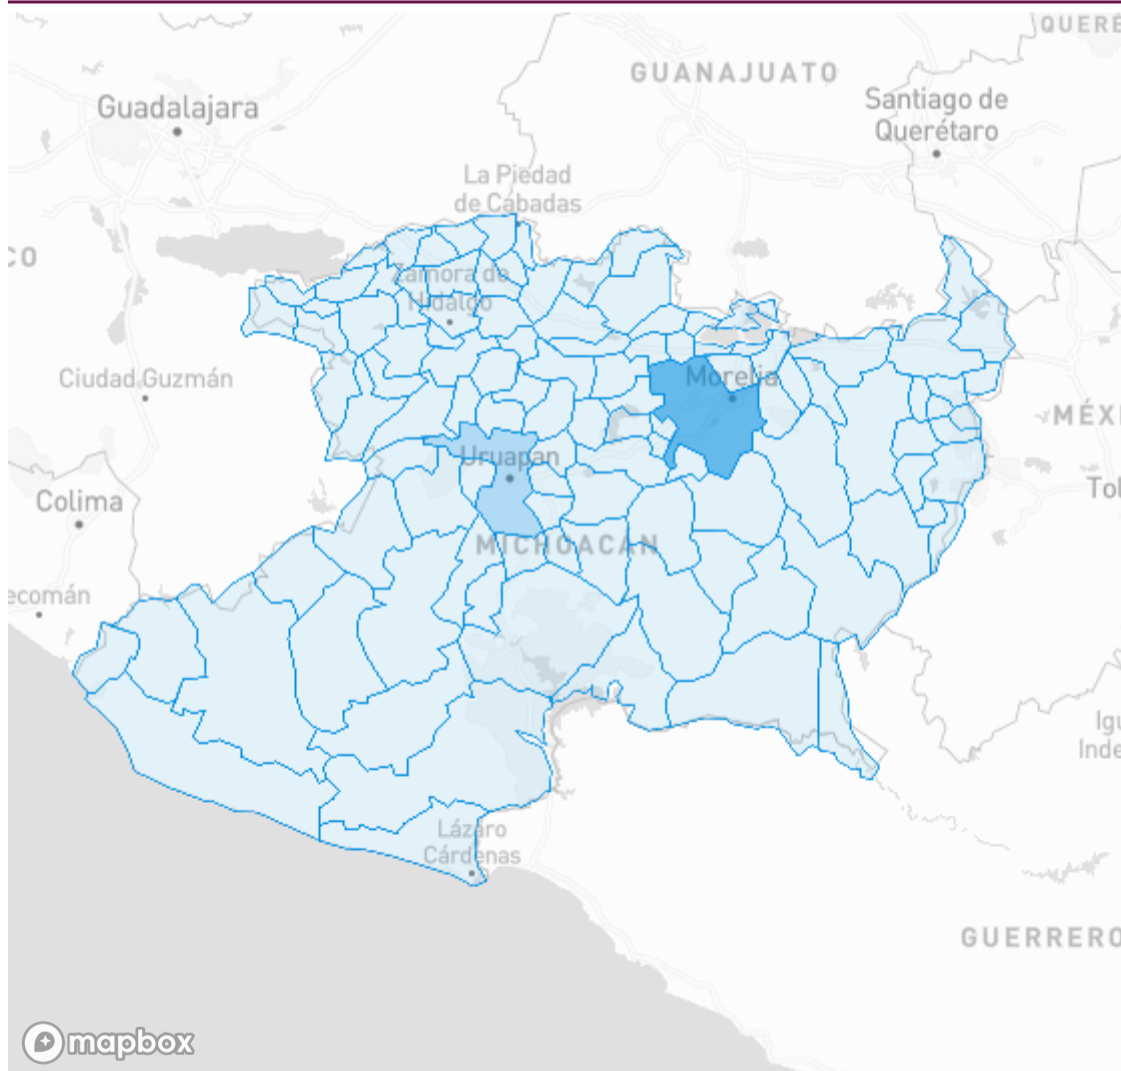 QUERÉ
GUANAJUATO
Santiago de
Querétaro
Guadalajara
La Piedad
de Cabadas
CO
Zamora de
Hidalgo
Ciudad Guzmán
Morelia
MÉXI
Uruapan
Colima
Tol
MICHOACÁN
ecomán
Igu
Inde
Lázaro
Cárdenas
GUERRERO
mapbox